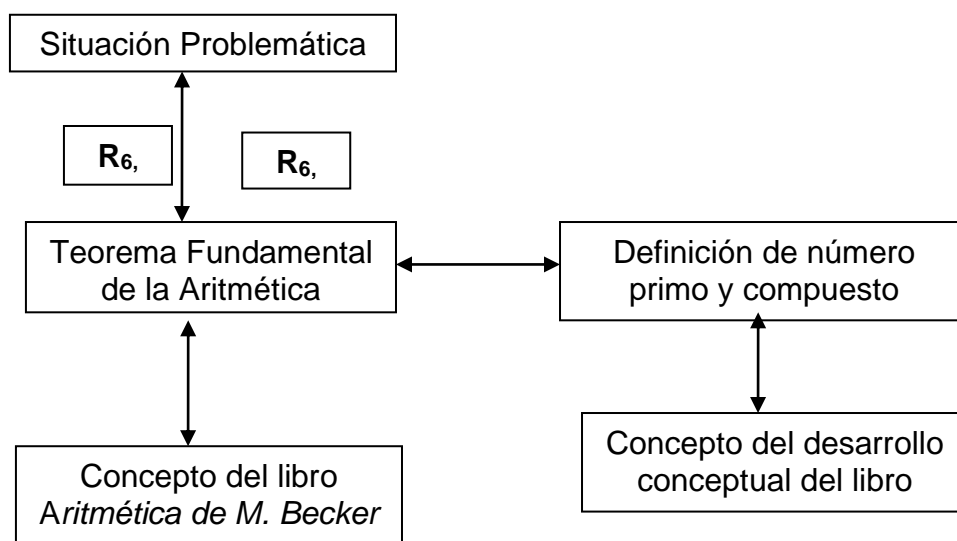 Situación Problemática
R6,
R6,
Teorema Fundamental
de la Aritmética
Definición de número
primo y compuesto
Concepto del libro
Aritmética de M. Becker
Concepto del desarrollo
conceptual del libro